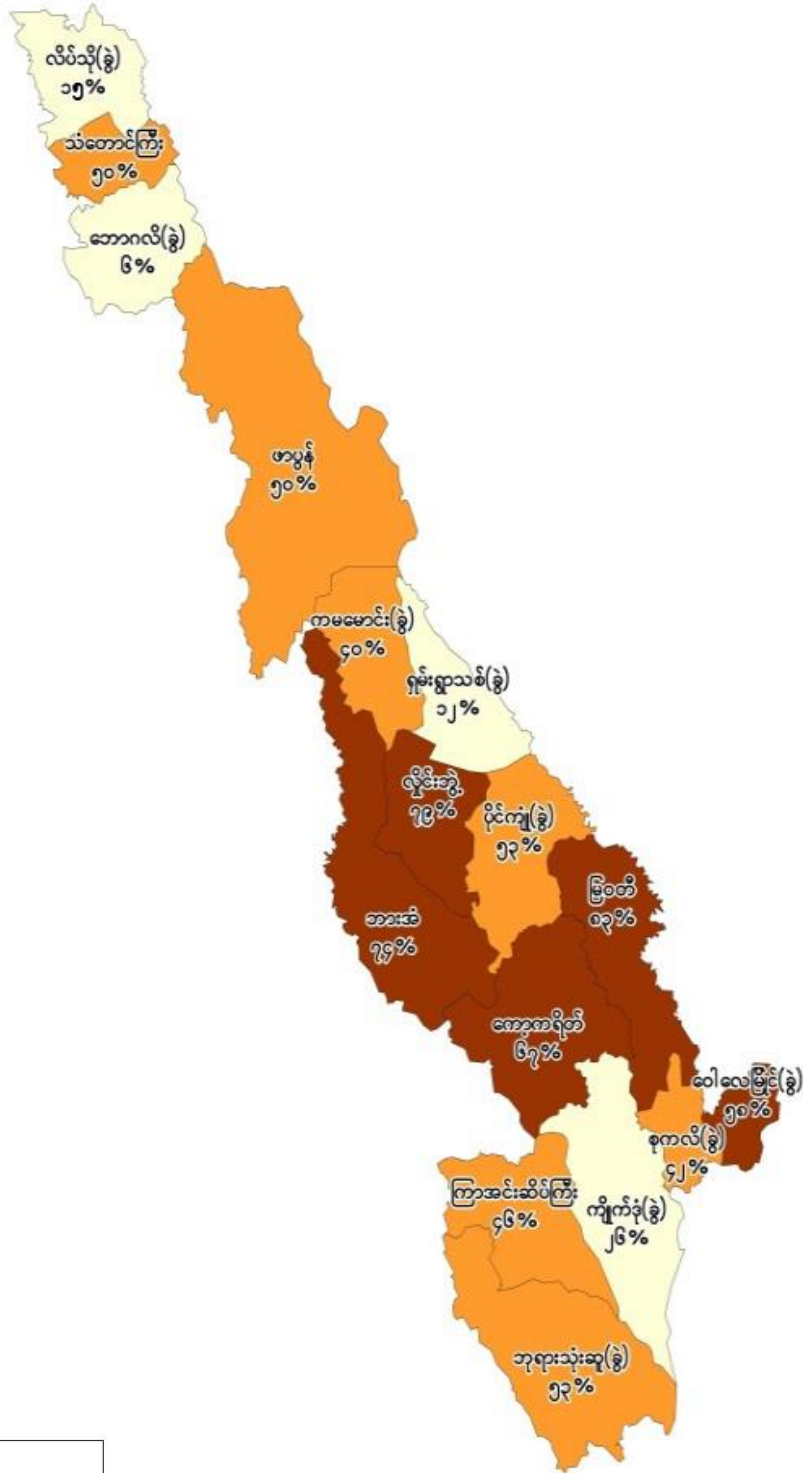 လိပ်သို(ခွဲ)
၁၅%
သံတောင်ကြီး
၅၀%
ဘောဂလိ(ခွဲ)
၆%
ဖာပွန်
၅၀%
ကမမောင်း(ခွဲ)
၄၀%
ရှမ်းရွာသစ်(ခွဲ)
၁၂%
လှိုင်းဘွဲ့
၇၉%
ပိုင်ကျုံ(ခွဲ)
၅၃%
မြဝတီ
၈၃%
ဘားအံ
၇၄%
ကော့ကရိတ်
၆၇%
ဝေါလေမြိုင်(ခွဲ)
၅၈%
စုကလိ(ခွဲ)
၄၂%
ကြာအင်းဆိပ်ကြီး
၄၆%
ကျိုက်ဒုံ(ခွဲ)
၂၆%
ဘုရားသုံးဆူ(ခွဲ)
၅၃%